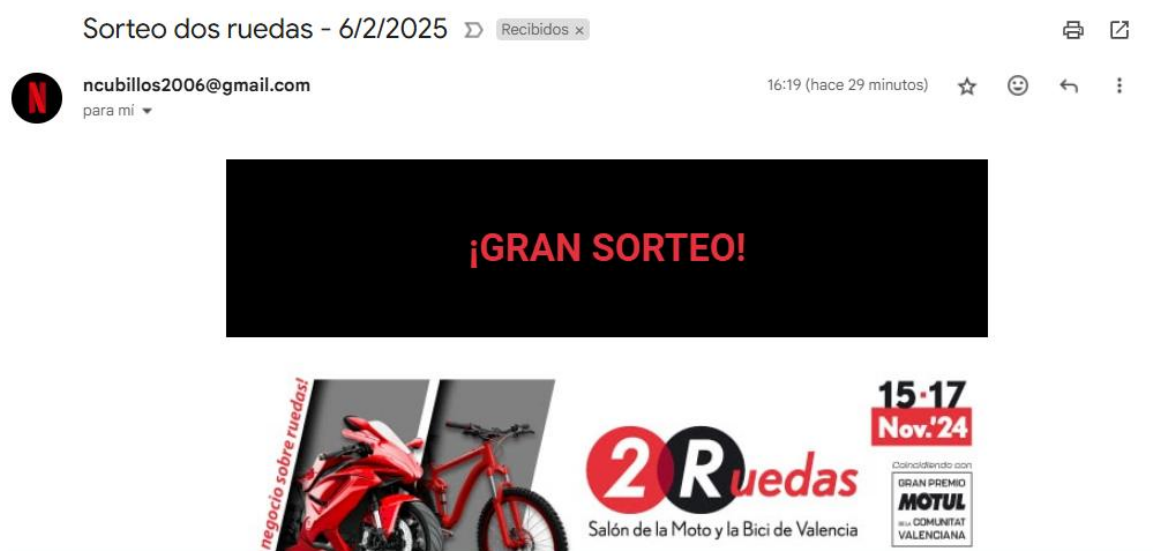 Sorteo dos ruedas - 6/2/2025 Recibidos ×
N
ncubillos2006@gmail.com 16:19 (hace 29 minutos)
para mí
¡GRAN SORTEO!
negocio sobre ruedas!
2Ruedas
Salón de la Moto y la Bici de Valencia
15·17
Nov.'24
Coincidiendo con
GRAN PREMIO
MOTUL
DE LA COMUNITAT
VALENCIANA